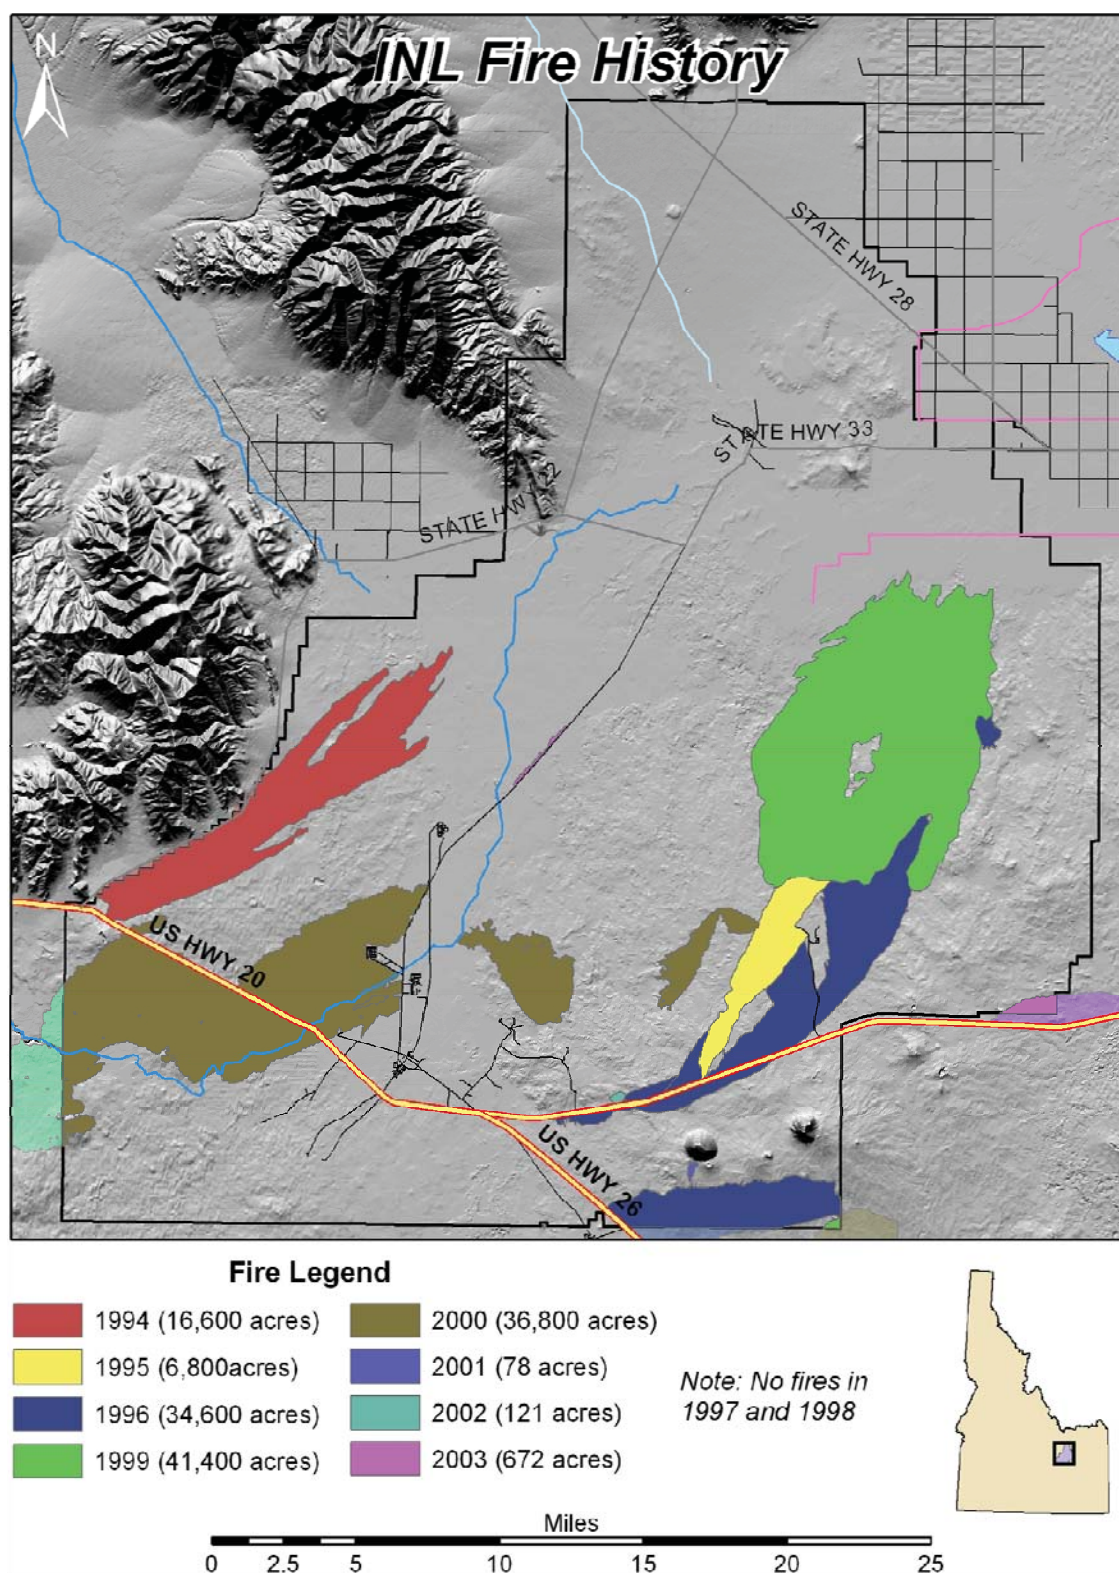 INL Fire History
N
STATE HWY 28
STATE HWY 33
STATE HWY 22
US HWY 20
US HWY 26
Fire Legend
1994 (16,600 acres)
1995 (6,800acres)
1996 (34,600 acres)
1999 (41,400 acres)
2000 (36,800 acres)
2001 (78 acres)
2002 (121 acres)
2003 (672 acres)
Note: No fires in
1997 and 1998
Miles
0 2.5 5 10 15 20 25